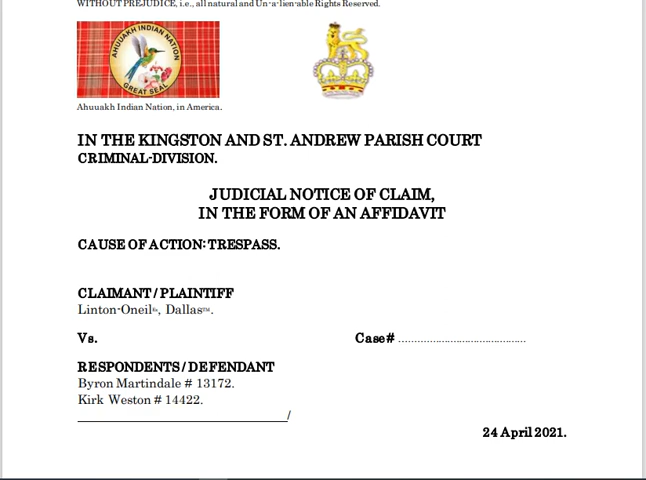 WITHOUT PREJUDICE, i.e., all natural and Un·a·lien·able Rights Reserved.
AHUUAKH INDIAN NATION
GREAT SEAL
Ahuuakh Indian Nation, in America.
IN THE KINGSTON AND ST. ANDREW PARISH COURT
CRIMINAL-DIVISION.
JUDICIAL NOTICE OF CLAIM,
IN THE FORM OF AN AFFIDAVIT
CAUSE OF ACTION: TRESPASS.
CLAIMANT / PLAINTIFF
Linton-Oneil, Dallas™.
Vs. Case# ..........................................
RESPONDENTS / DEFENDANT
Byron Martindale # 13172.
Kirk Weston # 14422.
______________________________/
24 April 2021.